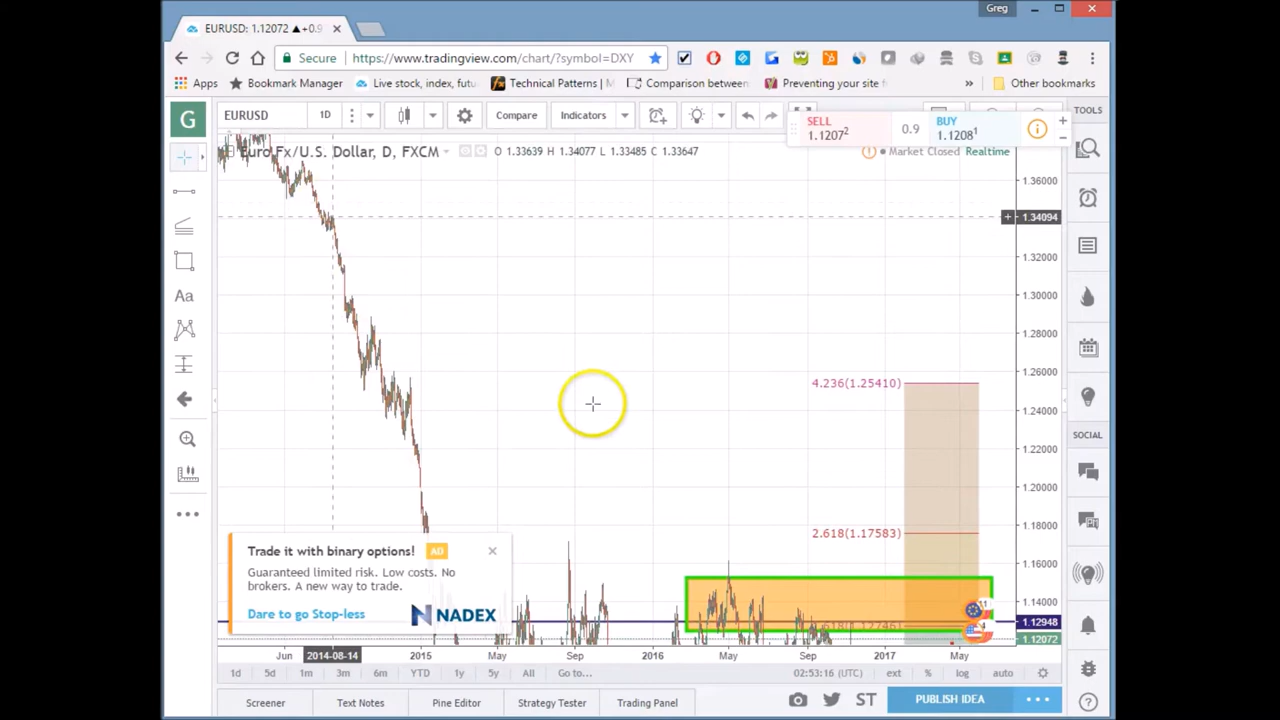 Greg
EURUSD: 1.12072 ▲+0.9
Secure https://www.tradingview.com/chart/?symbol=DXY
Apps Bookmark Manager Live stock, index, futu Technical Patterns | M Comparison between Preventing your site » Other bookmarks
G EURUSD 1D Compare Indicators
SELL 1.1207² 0.9 BUY 1.1208¹
TOOLS
Euro Fx/U.S. Dollar, D, FXCM O 1.33639 H 1.34077 L 1.33485 C 1.33647 Market Closed Realtime
1.36000
1.34094
1.32000
1.30000
1.28000
1.26000
4.236(1.25410)
1.24000
SOCIAL
1.22000
1.20000
1.18000
2.618(1.17583)
1.16000
1.14000
1.12948
1.12072
Aa
Trade it with binary options! AD
Guaranteed limited risk. Low costs. No
brokers. A new way to trade.
Dare to go Stop-less NADEX
Jun 2014-08-14 2015 May Sep 2016 May Sep 2017 May
1d 5d 1m 3m 6m YTD 1y 5y All Go to... 02:53:16 (UTC) ext % log auto
Screener Text Notes Pine Editor Strategy Tester Trading Panel ST PUBLISH IDEA